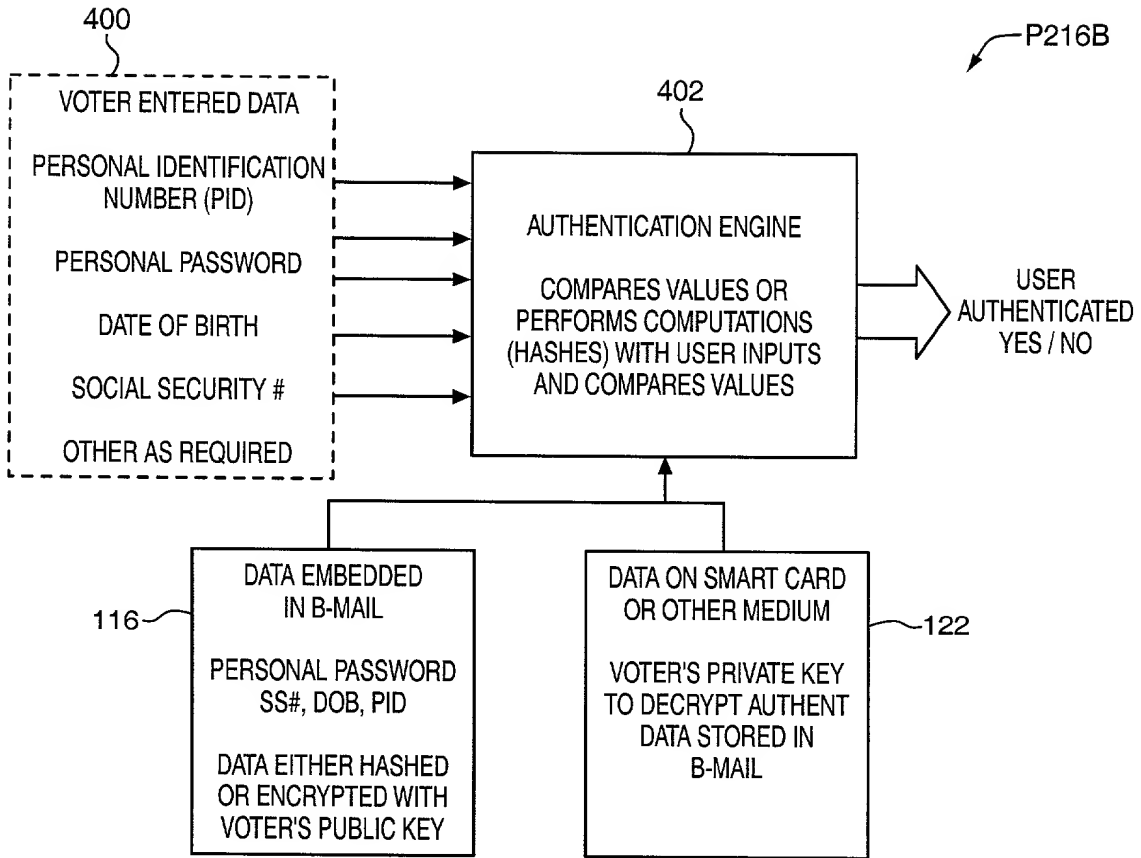 400
P216B
VOTER ENTERED DATA
PERSONAL IDENTIFICATION
NUMBER (PID)
PERSONAL PASSWORD
DATE OF BIRTH
SOCIAL SECURITY #
OTHER AS REQUIRED
402
AUTHENTICATION ENGINE
COMPARES VALUES OR
PERFORMS COMPUTATIONS
(HASHES) WITH USER INPUTS
AND COMPARES VALUES
USER
AUTHENTICATED
YES / NO
116
DATA EMBEDDED
IN B-MAIL
PERSONAL PASSWORD
SS#, DOB, PID
DATA EITHER HASHED
OR ENCRYPTED WITH
VOTER'S PUBLIC KEY
DATA ON SMART CARD
OR OTHER MEDIUM
VOTER'S PRIVATE KEY
TO DECRYPT AUTHENT
DATA STORED IN
B-MAIL
122